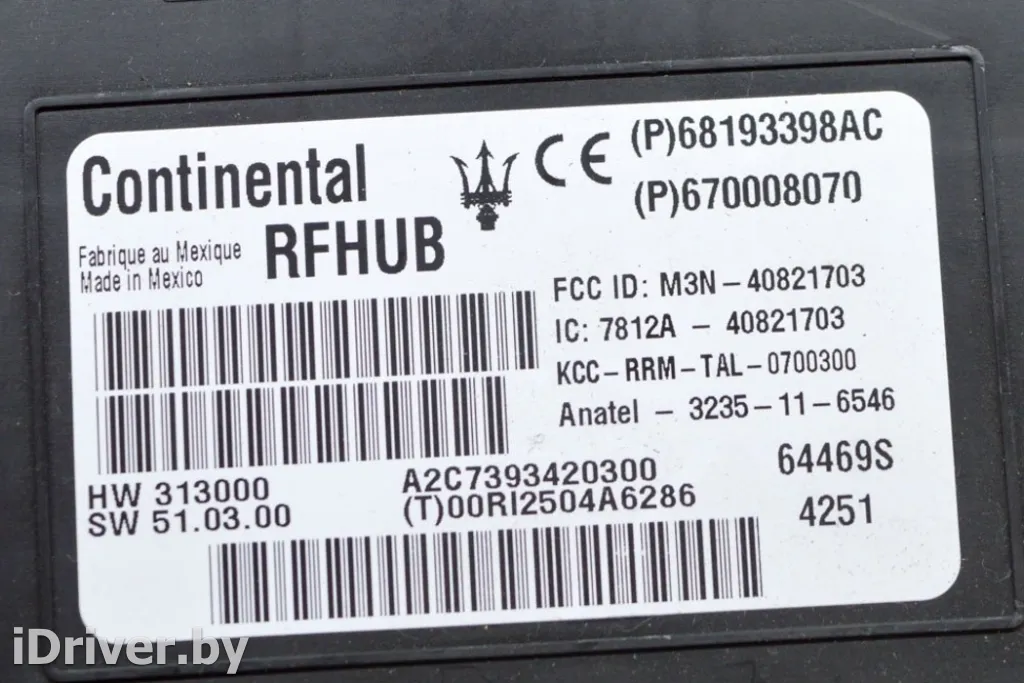 Continental
(P)68193398AC
(P)670008070
Fabrique au Mexique
Made in Mexico
RFHUB
FCC ID: M3N-40821703
IC: 7812A - 40821703
KCC-RRM-TAL-0700300
Anatel - 3235-11-6546
HW 313000
SW 51.03.00
A2C7393420300
(T)00RI2504A6286
64469S
4251
iDriver.by